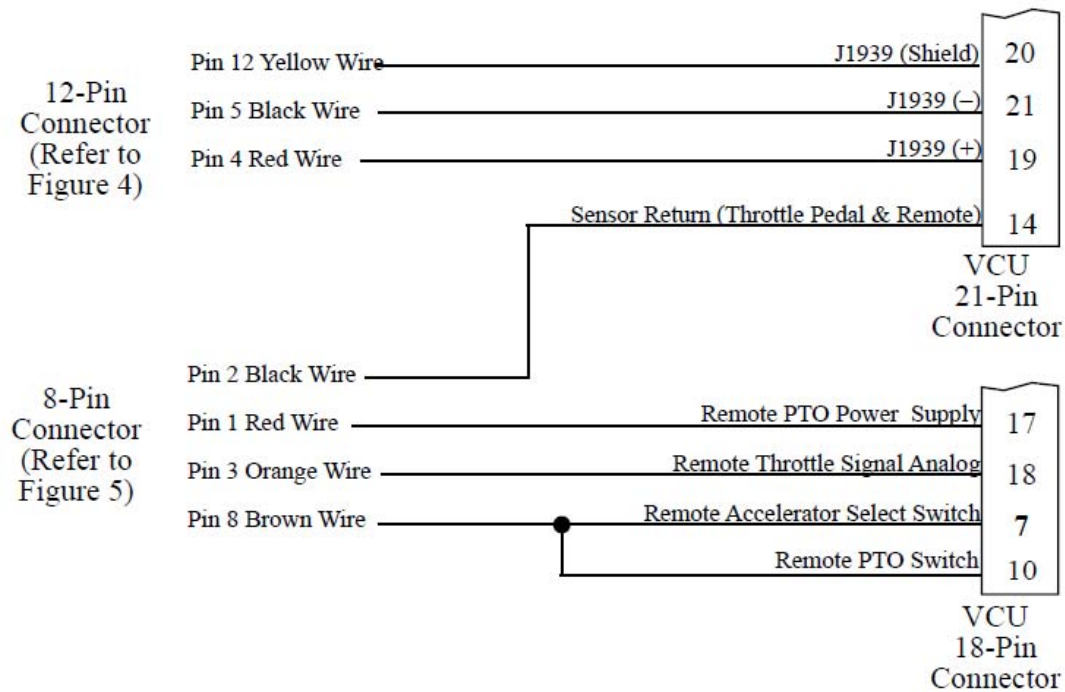 12-Pin
Connector
(Refer to
Figure 4)
Pin 12 Yellow Wire
J1939 (Shield)
20
Pin 5 Black Wire
J1939 (–)
21
Pin 4 Red Wire
J1939 (+)
19
Sensor Return (Throttle Pedal & Remote)
14
VCU
21-Pin
Connector
8-Pin
Connector
(Refer to
Figure 5)
Pin 2 Black Wire
Pin 1 Red Wire
Remote PTO Power Supply
17
Pin 3 Orange Wire
Remote Throttle Signal Analog
18
Pin 8 Brown Wire
Remote Accelerator Select Switch
7
Remote PTO Switch
10
VCU
18-Pin
Connector